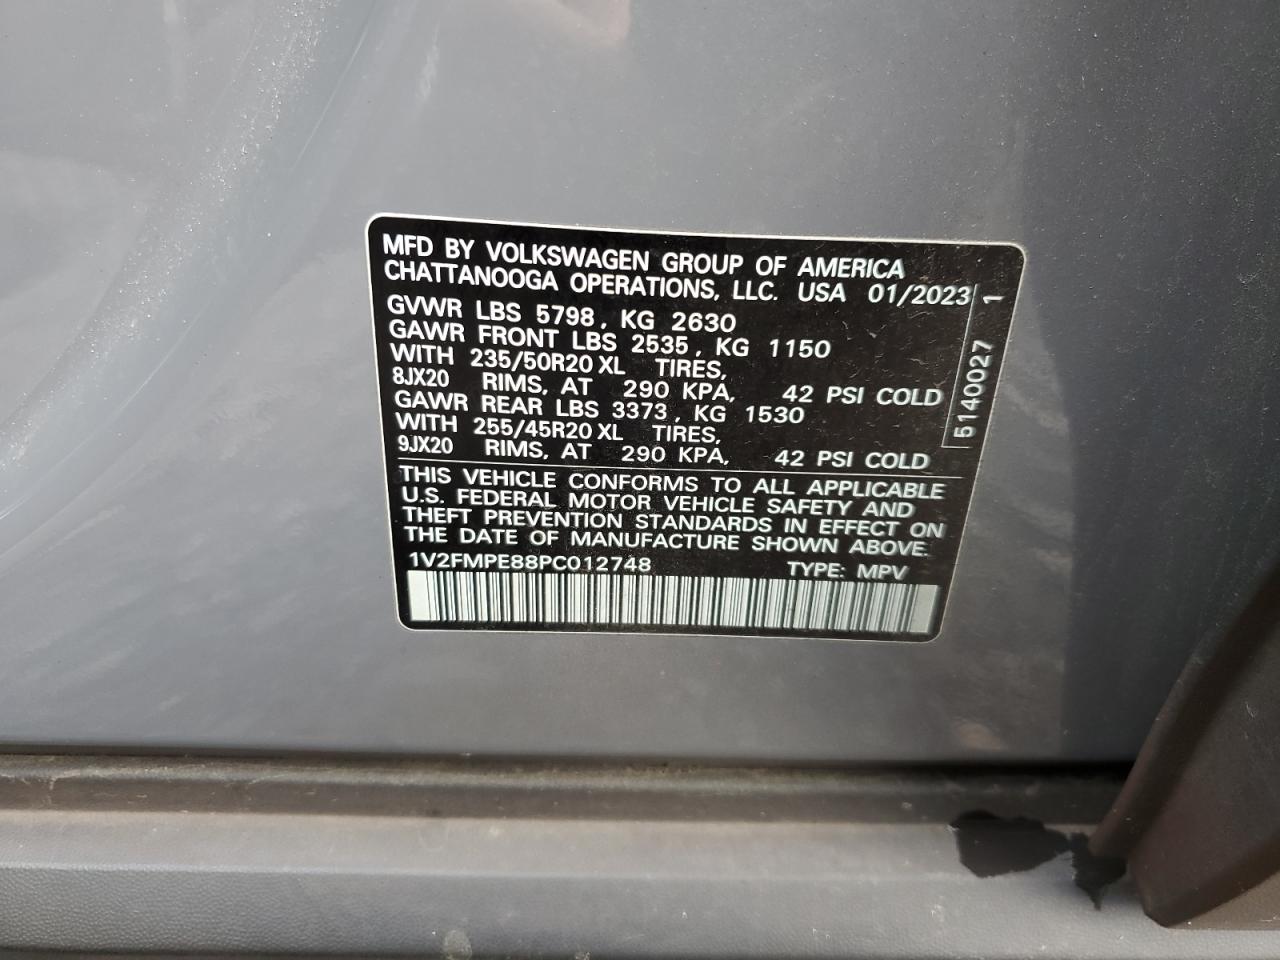 MFD BY VOLKSWAGEN GROUP OF AMERICA
CHATTANOOGA OPERATIONS, LLC. USA 01/2023
GVWR LBS 5798, KG 2630
GAWR FRONT LBS 2535, KG 1150
WITH 235/50R20 XL TIRES,
8JX20 RIMS, AT 290 KPA, 42 PSI COLD
GAWR REAR LBS 3373, KG 1530
WITH 255/45R20 XL TIRES,
9JX20 RIMS, AT 290 KPA, 42 PSI COLD
5140027 1
THIS VEHICLE CONFORMS TO ALL APPLICABLE
U.S. FEDERAL MOTOR VEHICLE SAFETY AND
THEFT PREVENTION STANDARDS IN EFFECT ON
THE DATE OF MANUFACTURE SHOWN ABOVE.
1V2FMPE88PC012748 TYPE: MPV